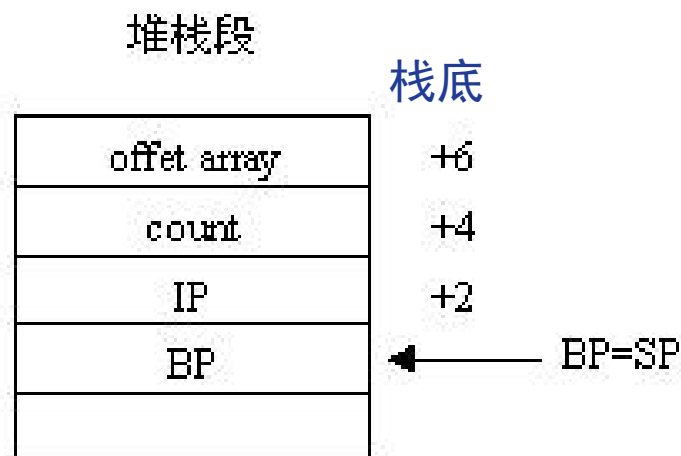 堆栈段
栈底
offet array +6
count +4
IP +2
BP BP=SP